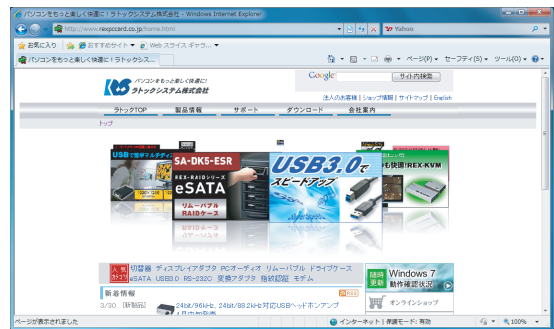 パソコンをもっと楽しく快適に！ラトックシステム株式会社 - Windows Internet Explorer
http://www.rexpccard.co.jp/home.html
Yahoo
お気に入り おすすめサイト Web スライス ギャラ...
パソコンをもっと楽しく快適に！ラトックシス...
ページ(P) セーフティ(S) ツール(O)
パソコンをもっと楽しく快適に!
ラトックシステム株式会社
Google
サイト内検索
法人のお客様 | ショップ情報 | サイトマップ | English
ラトックTOP 製品情報 サポート ダウンロード 会社案内
トップ
USBで簡単マルチディ
SA-DK5-ESR
REX-RAIDシリーズ
eSATA
リムーバブル
RAIDケース
USB3.0で
スピードアップ
も快適!REX-KVM
人気
カテゴリ
切替器 ディスプレイアダプタ PCオーディオ リムーバブル ドライブケース
eSATA USB3.0 RS-232C 変換アダプタ 指紋認証 モデム
随時
更新
Windows 7
動作確認状況
新着情報
RSS
オンラインショップ
3/30 [新製品] 24bit/96kHz、24bit/88.2kHz対応USBヘッドホンアンプ
4月中旬発売
ページが表示されました
インターネット | 保護モード: 有効
100%